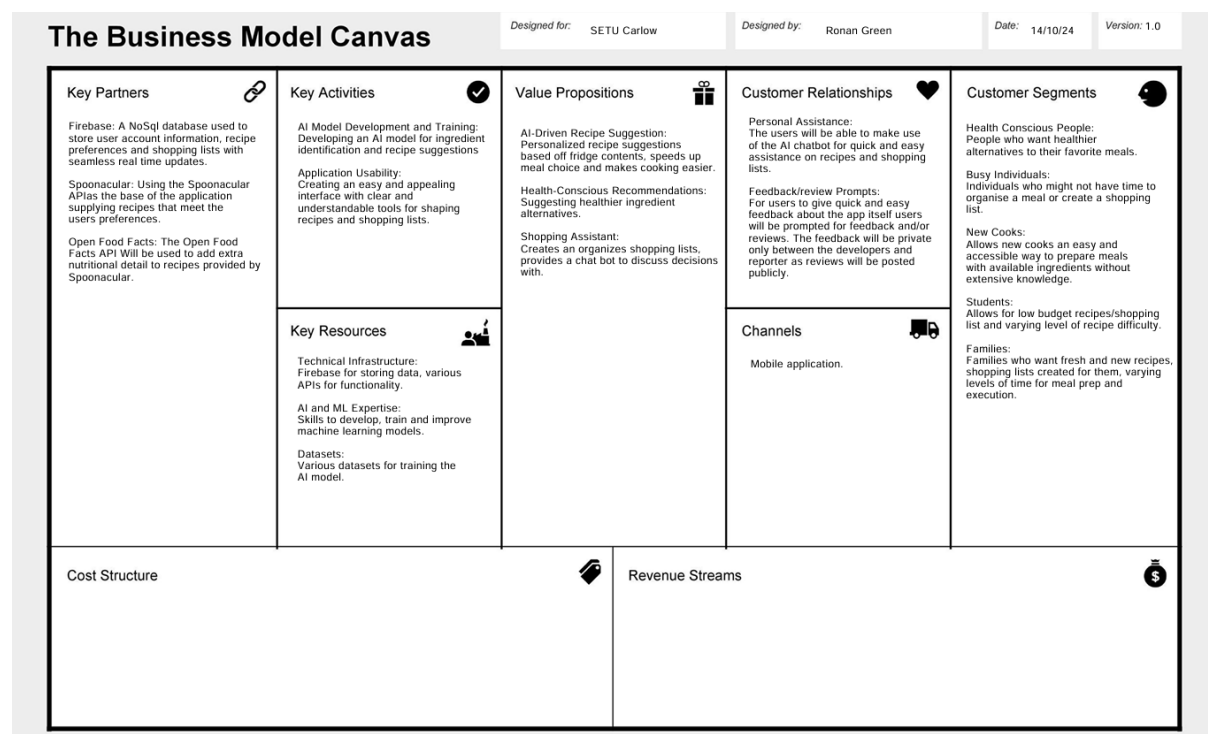 The Business Model Canvas
Designed for: SETU Carlow
Designed by: Ronan Green
Date: 14/10/24
Version: 1.0
Key Partners
Firebase: A NoSql database used to
store user account information, recipe
preferences and shopping lists with
seamless real time updates.
Spoonacular: Using the Spoonacular
APIas the base of the application
supplying recipes that meet the
users preferences.
Open Food Facts: The Open Food
Facts API Will be used to add extra
nutritional detail to recipes provided by
Spoonacular.
Key Activities
AI Model Development and Training:
Developing an AI model for ingredient
identification and recipe suggestions
Application Usability:
Creating an easy and appealing
interface with clear and
understandable tools for shaping
recipes and shopping lists.
Key Resources
Technical Infrastructure:
Firebase for storing data, various
APIs for functionality.
AI and ML Expertise:
Skills to develop, train and improve
machine learning models.
Datasets:
Various datasets for training the
AI model.
Value Propositions
AI-Driven Recipe Suggestion:
Personalized recipe suggestions
based off fridge contents, speeds up
meal choice and makes cooking easier.
Health-Conscious Recommendations:
Suggesting healthier ingredient
alternatives.
Shopping Assistant:
Creates an organizes shopping lists,
provides a chat bot to discuss decisions
with.
Customer Relationships
Personal Assistance:
The users will be able to make use
of the AI chatbot for quick and easy
assistance on recipes and shopping
lists.
Feedback/review Prompts:
For users to give quick and easy
feedback about the app itself users
will be prompted for feedback and/or
reviews. The feedback will be private
only between the developers and
reporter as reviews will be posted
publicly.
Channels
Mobile application.
Customer Segments
Health Conscious People:
People who want healthier
alternatives to their favorite meals.
Busy Individuals:
Individuals who might not have time to
organise a meal or create a shopping
list.
New Cooks:
Allows new cooks an easy and
accessible way to prepare meals
with available ingredients without
extensive knowledge.
Students:
Allows for low budget recipes/shopping
list and varying level of recipe difficulty.
Families:
Families who want fresh and new recipes,
shopping lists created for them, varying
levels of time for meal prep and
execution.
Cost Structure
Revenue Streams
$